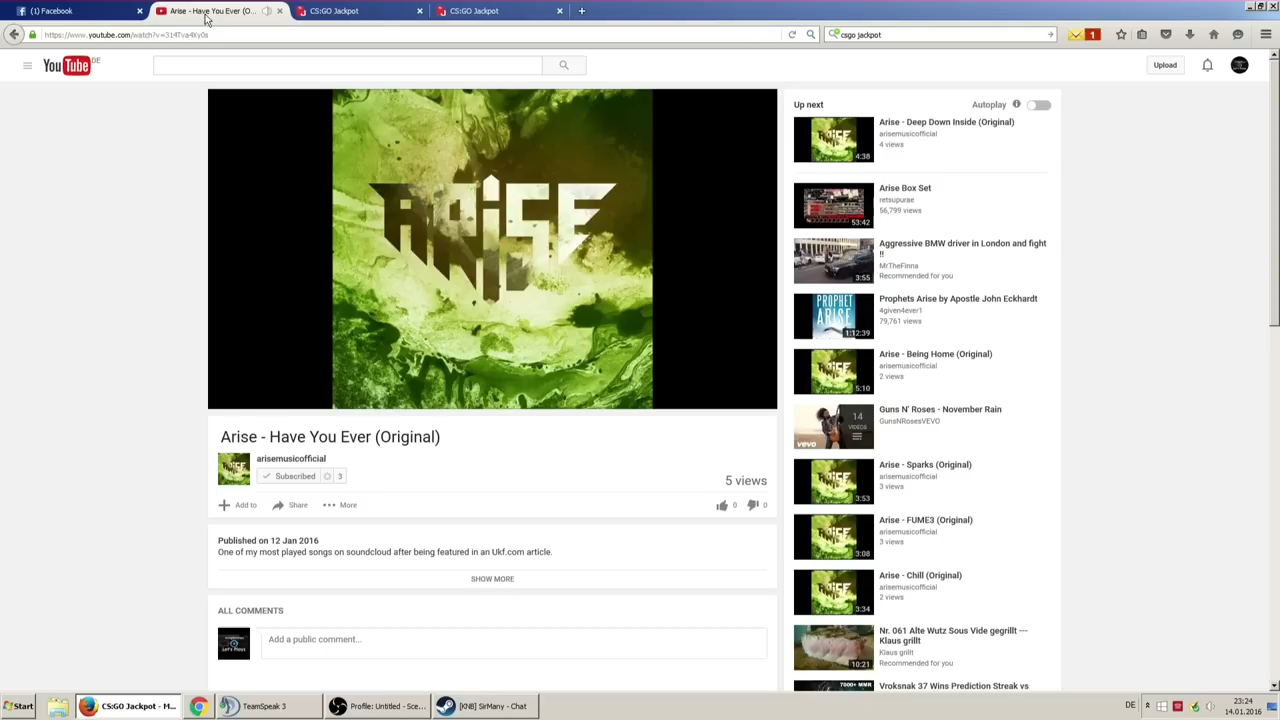 (1) Facebook
Arise - Have You Ever (O...
CS:GO Jackpot
CS:GO Jackpot
https://www.youtube.com/watch?v=314Tva4Xy0s
csgo jackpot
1
YouTube DE
Upload
ARISE
Arise - Have You Ever (Original)
arisemusicofficial
Subscribed
3
5 views
Add to
Share
More
0
0
Published on 12 Jan 2016
One of my most played songs on soundcloud after being featured in an Ukf.com article.
SHOW MORE
ALL COMMENTS
Let's Plays
Add a public comment...
Up next
Autoplay
4:38
Arise - Deep Down Inside (Original)
arisemusicofficial
4 views
53:42
Arise Box Set
retsupurae
56,799 views
3:55
Aggressive BMW driver in London and fight
!!
MrTheFinna
Recommended for you
PROPHET
ARISE
1:12:39
Prophets Arise by Apostle John Eckhardt
4given4ever1
79,761 views
5:10
Arise - Being Home (Original)
arisemusicofficial
2 views
14
VIDEOS
vevo
Guns N' Roses - November Rain
GunsNRosesVEVO
3:53
Arise - Sparks (Original)
arisemusicofficial
3 views
3:08
Arise - FUME3 (Original)
arisemusicofficial
3 views
3:34
Arise - Chill (Original)
arisemusicofficial
2 views
10:21
Nr. 061 Alte Wutz Sous Vide gegrillt ---
Klaus grillt
Klaus grillt
Recommended for you
7000+ MMR
Vroksnak 37 Wins Prediction Streak vs
Start
CS:GO Jackpot - M...
TeamSpeak 3
Profile: Untitled - Sce...
[KNB] SirMany - Chat
DE
23:24
14.01.2016